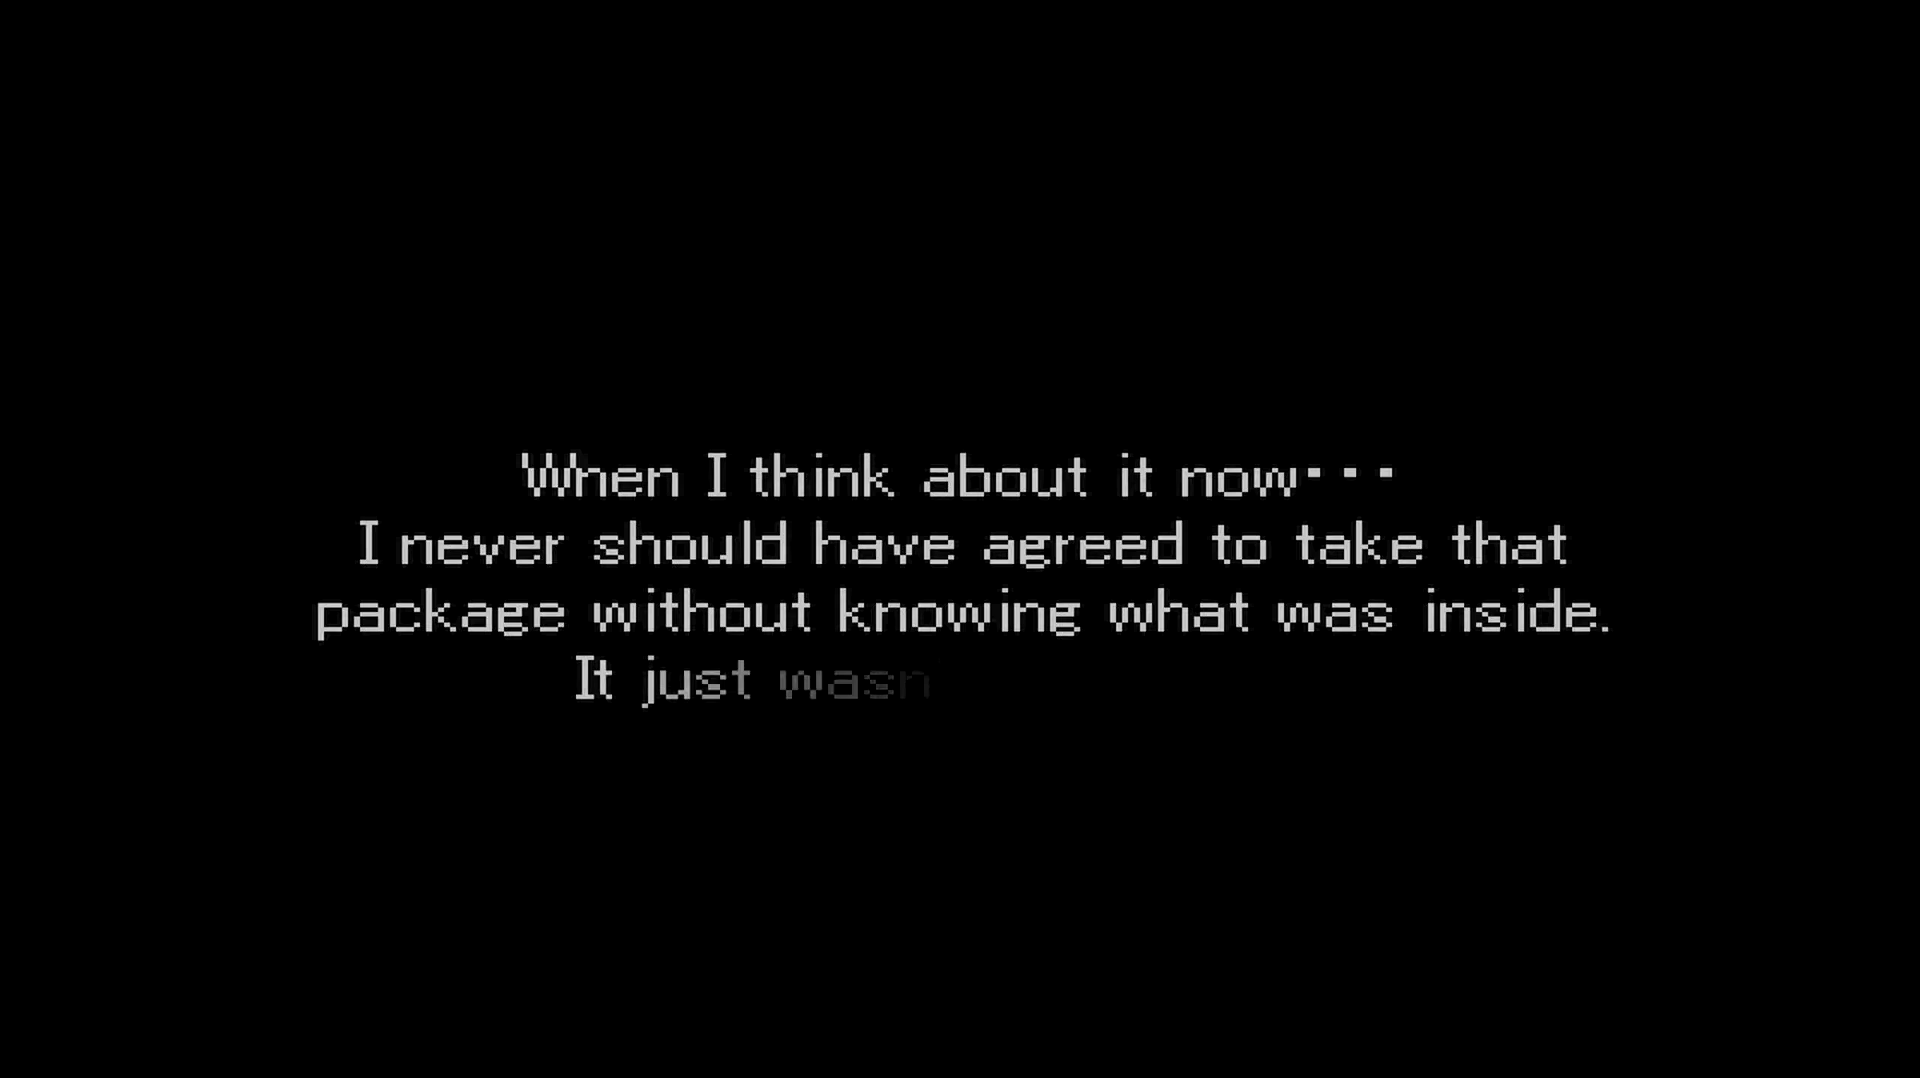 When I think about it now・・・
I never should have agreed to take that
package without knowing what was inside.
It just wasn